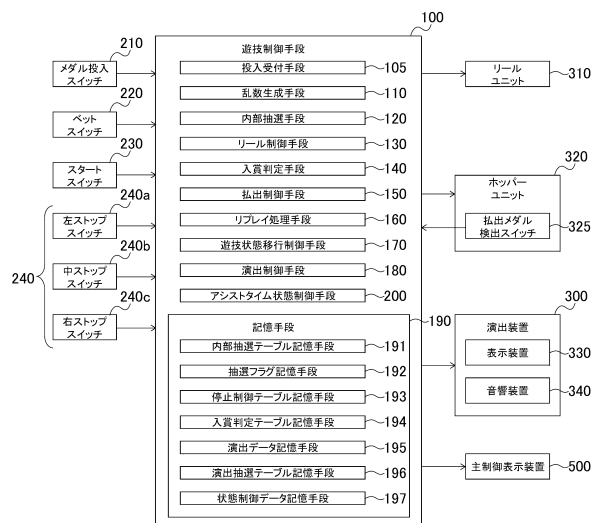 100
遊技制御手段
210
メダル投入
スイッチ
220
ベット
スイッチ
230
スタート
スイッチ
240
240a
左ストップ
スイッチ
240b
中ストップ
スイッチ
240c
右ストップ
スイッチ
投入受付手段 105
乱数生成手段 110
内部抽選手段 120
リール制御手段 130
入賞判定手段 140
払出制御手段 150
リプレイ処理手段 160
遊技状態移行制御手段 170
演出制御手段 180
アシストタイム状態制御手段 200
190
記憶手段
内部抽選テーブル記憶手段 191
抽選フラグ記憶手段 192
停止制御テーブル記憶手段 193
入賞判定テーブル記憶手段 194
演出データ記憶手段 195
演出抽選テーブル記憶手段 196
状態制御データ記憶手段 197
リール
ユニット
310
320
ホッパー
ユニット
払出メダル
検出スイッチ
325
300
演出装置
表示装置 330
音響装置 340
主制御表示装置 500